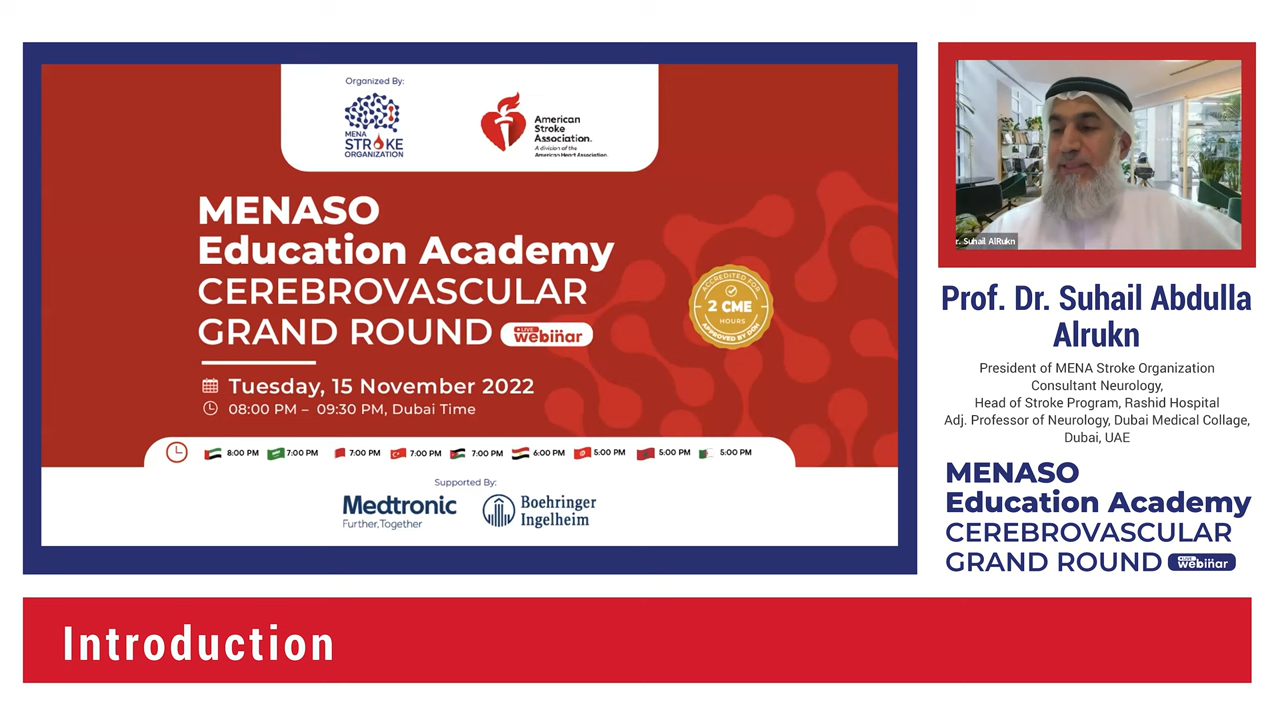 Organized By:
MENA
STROKE
ORGANIZATION
American
Stroke
Association.
A division of the
American Heart Association.
MENASO
Education Academy
CEREBROVASCULAR
GRAND ROUND LIVE webinar
ACCREDITED FOR
2 CME
HOURS
APPROVED BY DOH
Tuesday, 15 November 2022
08:00 PM – 09:30 PM, Dubai Time
8:00 PM 7:00 PM 7:00 PM 7:00 PM 7:00 PM 6:00 PM 5:00 PM 5:00 PM 5:00 PM
Supported By:
Medtronic
Further, Together
Boehringer
Ingelheim
r. Suhail AlRukn
Prof. Dr. Suhail Abdulla
Alrukn
President of MENA Stroke Organization
Consultant Neurology,
Head of Stroke Program, Rashid Hospital
Adj. Professor of Neurology, Dubai Medical Collage,
Dubai, UAE
MENASO
Education Academy
CEREBROVASCULAR
GRAND ROUND LIVE webinar
Introduction